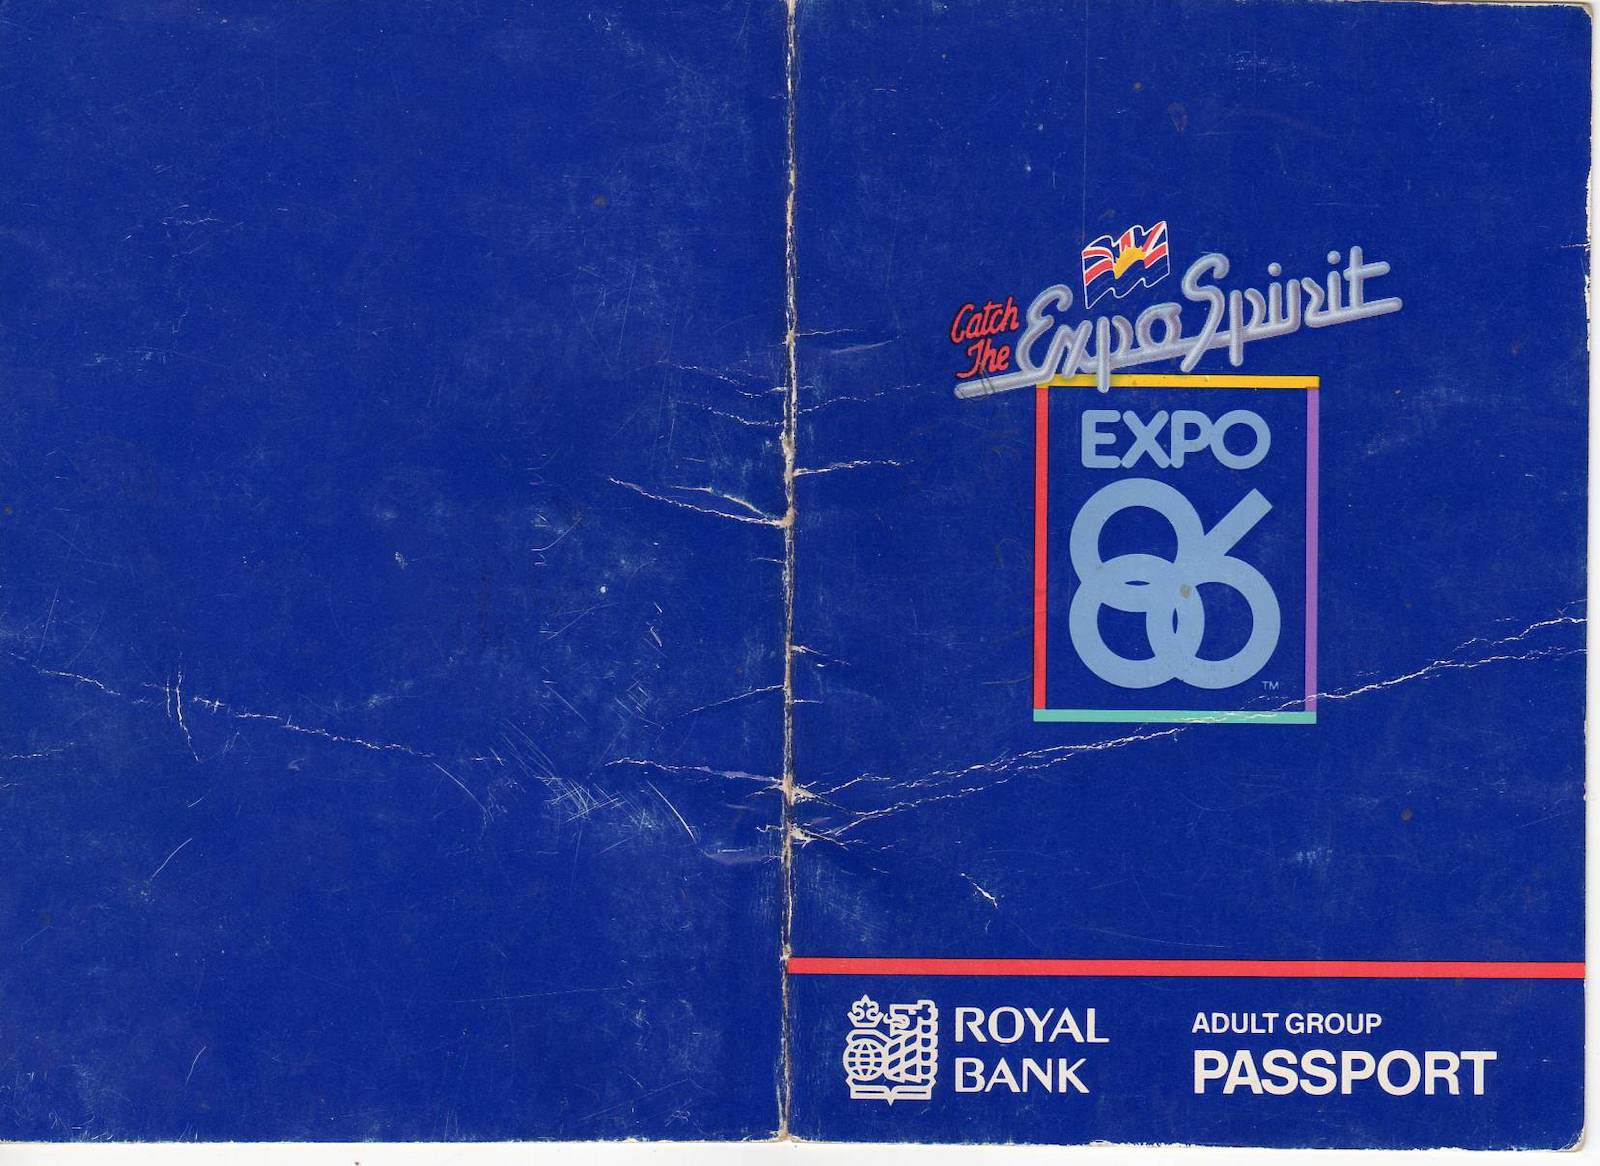 Catch
The Expo Spirit
EXPO
86
TM
ROYAL
BANK
ADULT GROUP
PASSPORT